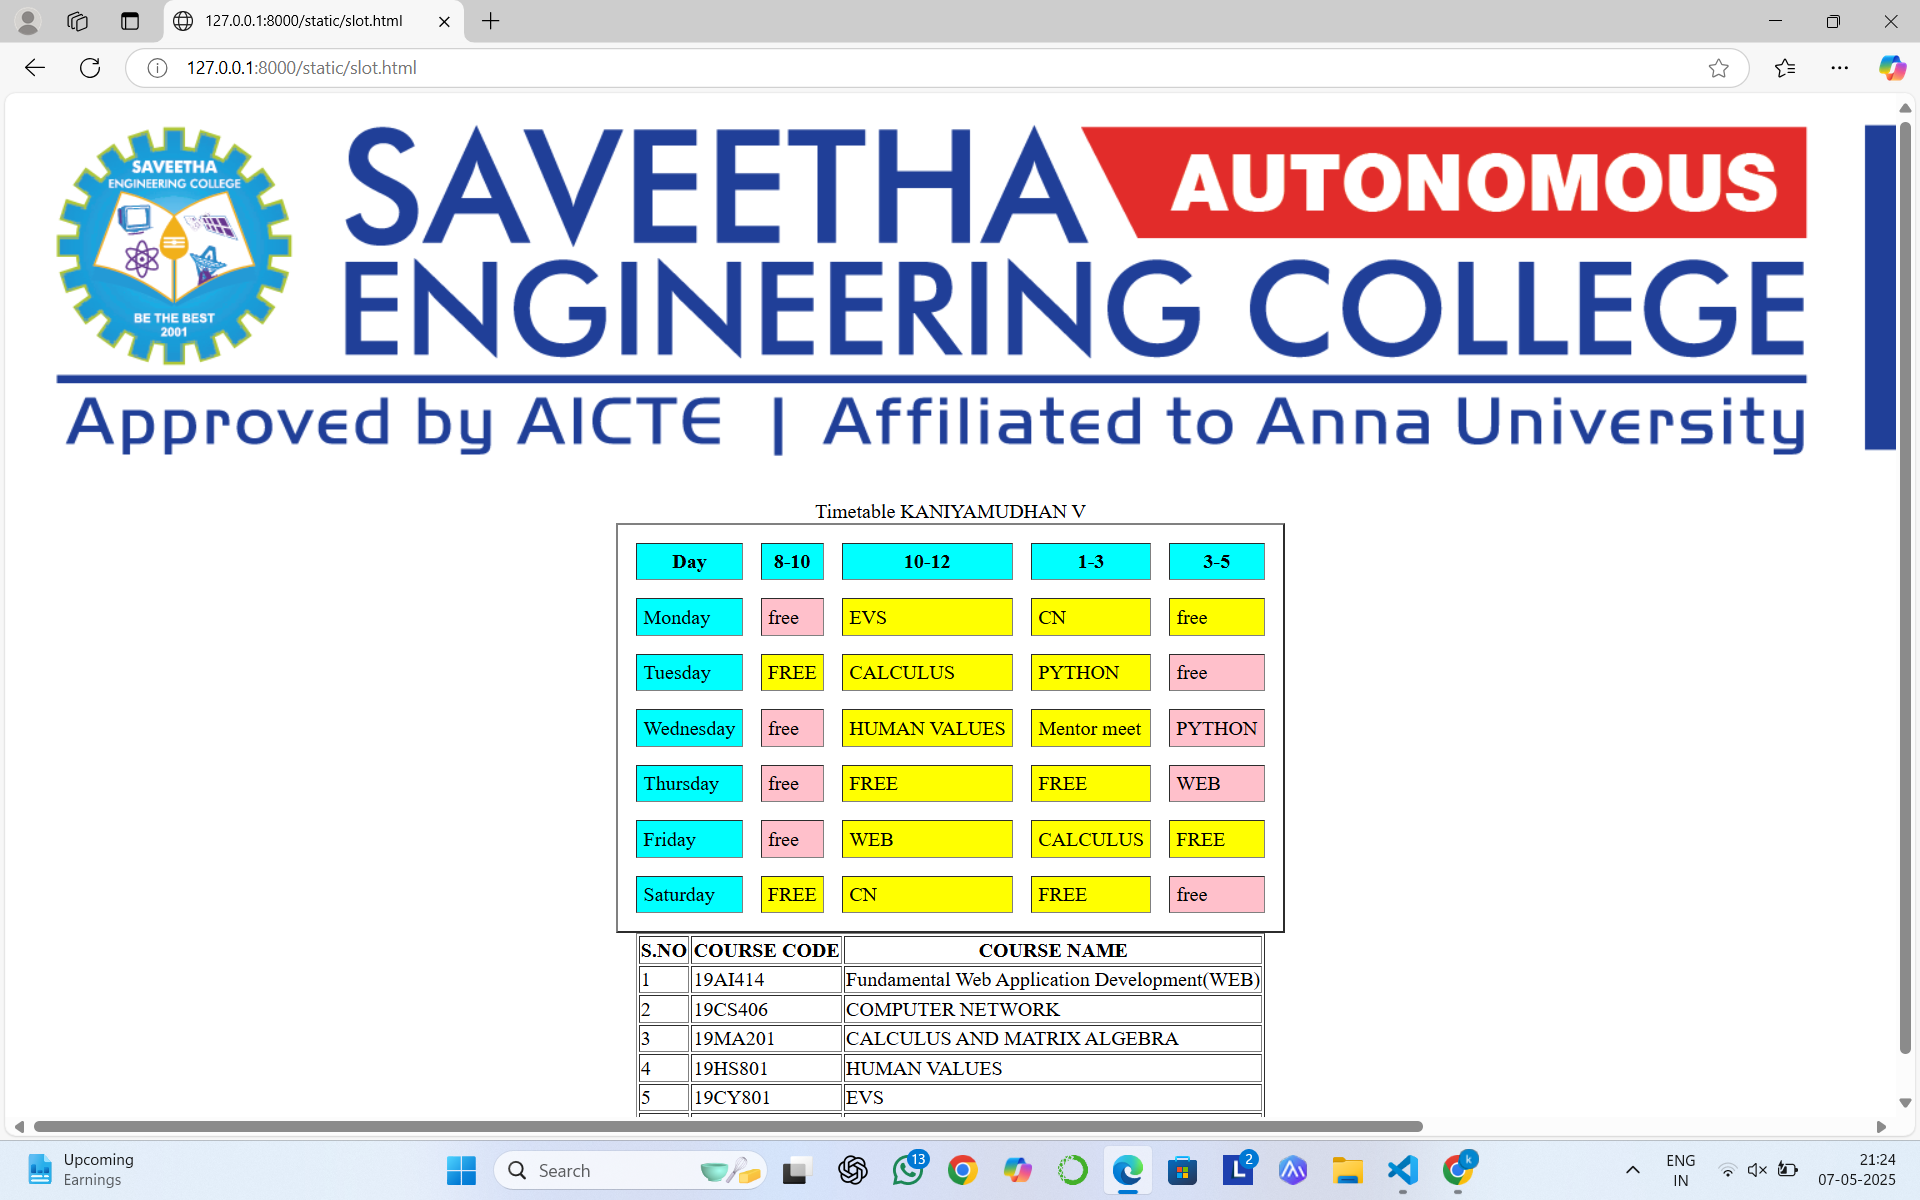 127.0.0.1:8000/static/slot.html
127.0.0.1:8000/static/slot.html
SAVEETHA
ENGINEERING COLLEGE
BE THE BEST
2001
SAVEETHA AUTONOMOUS
ENGINEERING COLLEGE
Approved by AICTE | Affiliated to Anna University
Timetable KANIYAMUDHAN V
Day 8-10 10-12 1-3 3-5
Monday free EVS CN free
Tuesday FREE CALCULUS PYTHON free
Wednesday free HUMAN VALUES Mentor meet PYTHON
Thursday free FREE FREE WEB
Friday free WEB CALCULUS FREE
Saturday FREE CN FREE free
S.NO COURSE CODE COURSE NAME
1 19AI414 Fundamental Web Application Development(WEB)
2 19CS406 COMPUTER NETWORK
3 19MA201 CALCULUS AND MATRIX ALGEBRA
4 19HS801 HUMAN VALUES
5 19CY801 EVS
Upcoming
Earnings
Search
13
2
k
ENG
IN
21:24
07-05-2025